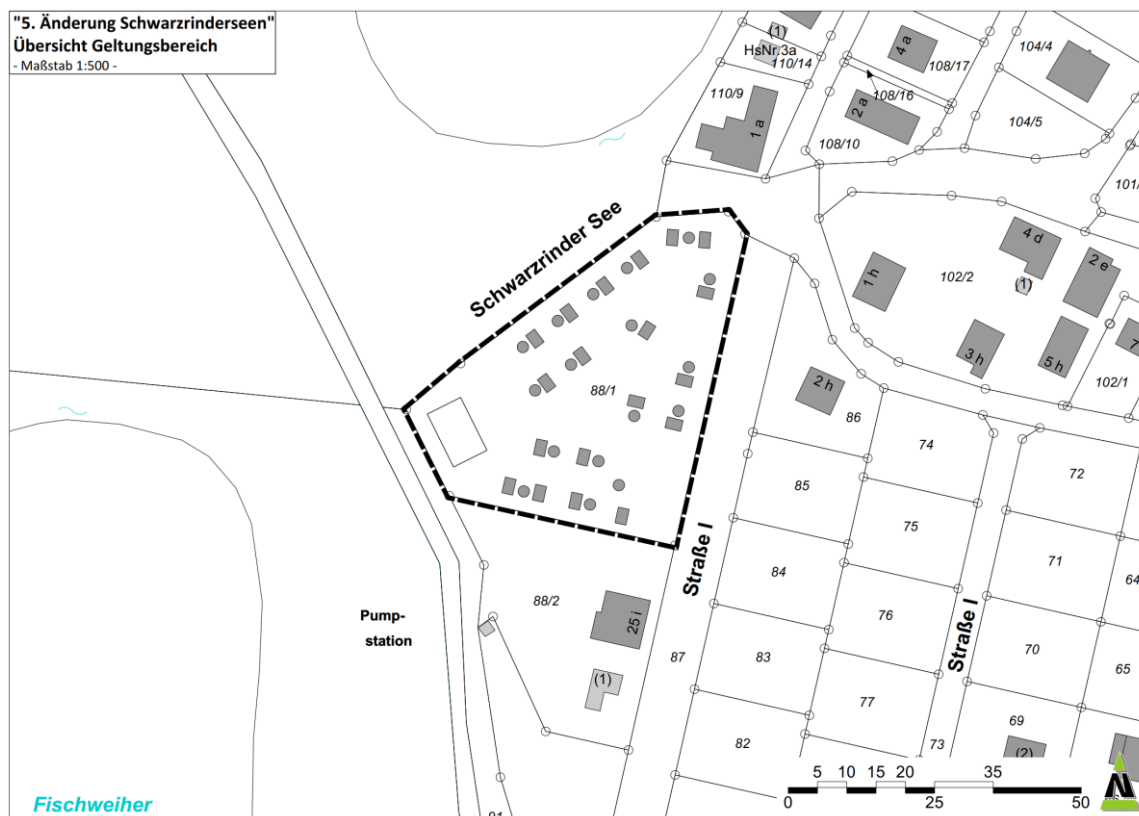 "5. Änderung Schwarzrinderseen"
Übersicht Geltungsbereich
- Maßstab 1:500 -
(1)
HsNr.3a
110/14
4 a
108/17
104/4
110/9
1 a
108/16
2 a
104/5
108/10
101/
Schwarzrinder See
4 d
2 e
1 h
102/2
(1)
3 h
5 h
7
102/1
88/1
2 h
86
74
72
85
75
71
84
64
Straße I
88/2
25 i
Pump-
station
76
Straße I
70
87
83
65
(1)
77
69
82
73
(2)
5 10 15 20 35
0 25 50
N
Fischweiher